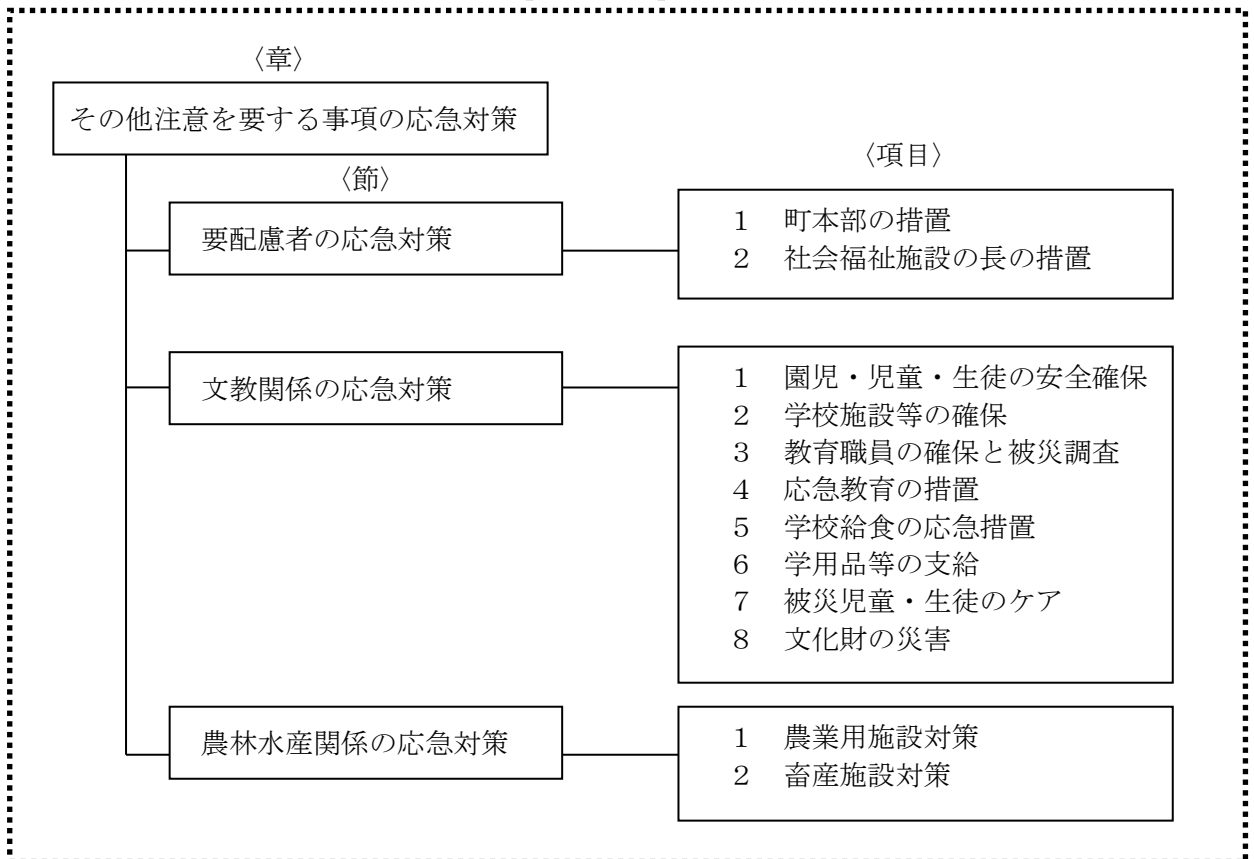 〈章〉
その他注意を要する事項の応急対策
〈節〉
〈項目〉
要配慮者の応急対策
１　町本部の措置
２　社会福祉施設の長の措置
文教関係の応急対策
１　園児・児童・生徒の安全確保
２　学校施設等の確保
３　教育職員の確保と被災調査
４　応急教育の措置
５　学校給食の応急措置
６　学用品等の支給
７　被災児童・生徒のケア
８　文化財の災害
農林水産関係の応急対策
１　農業用施設対策
２　畜産施設対策